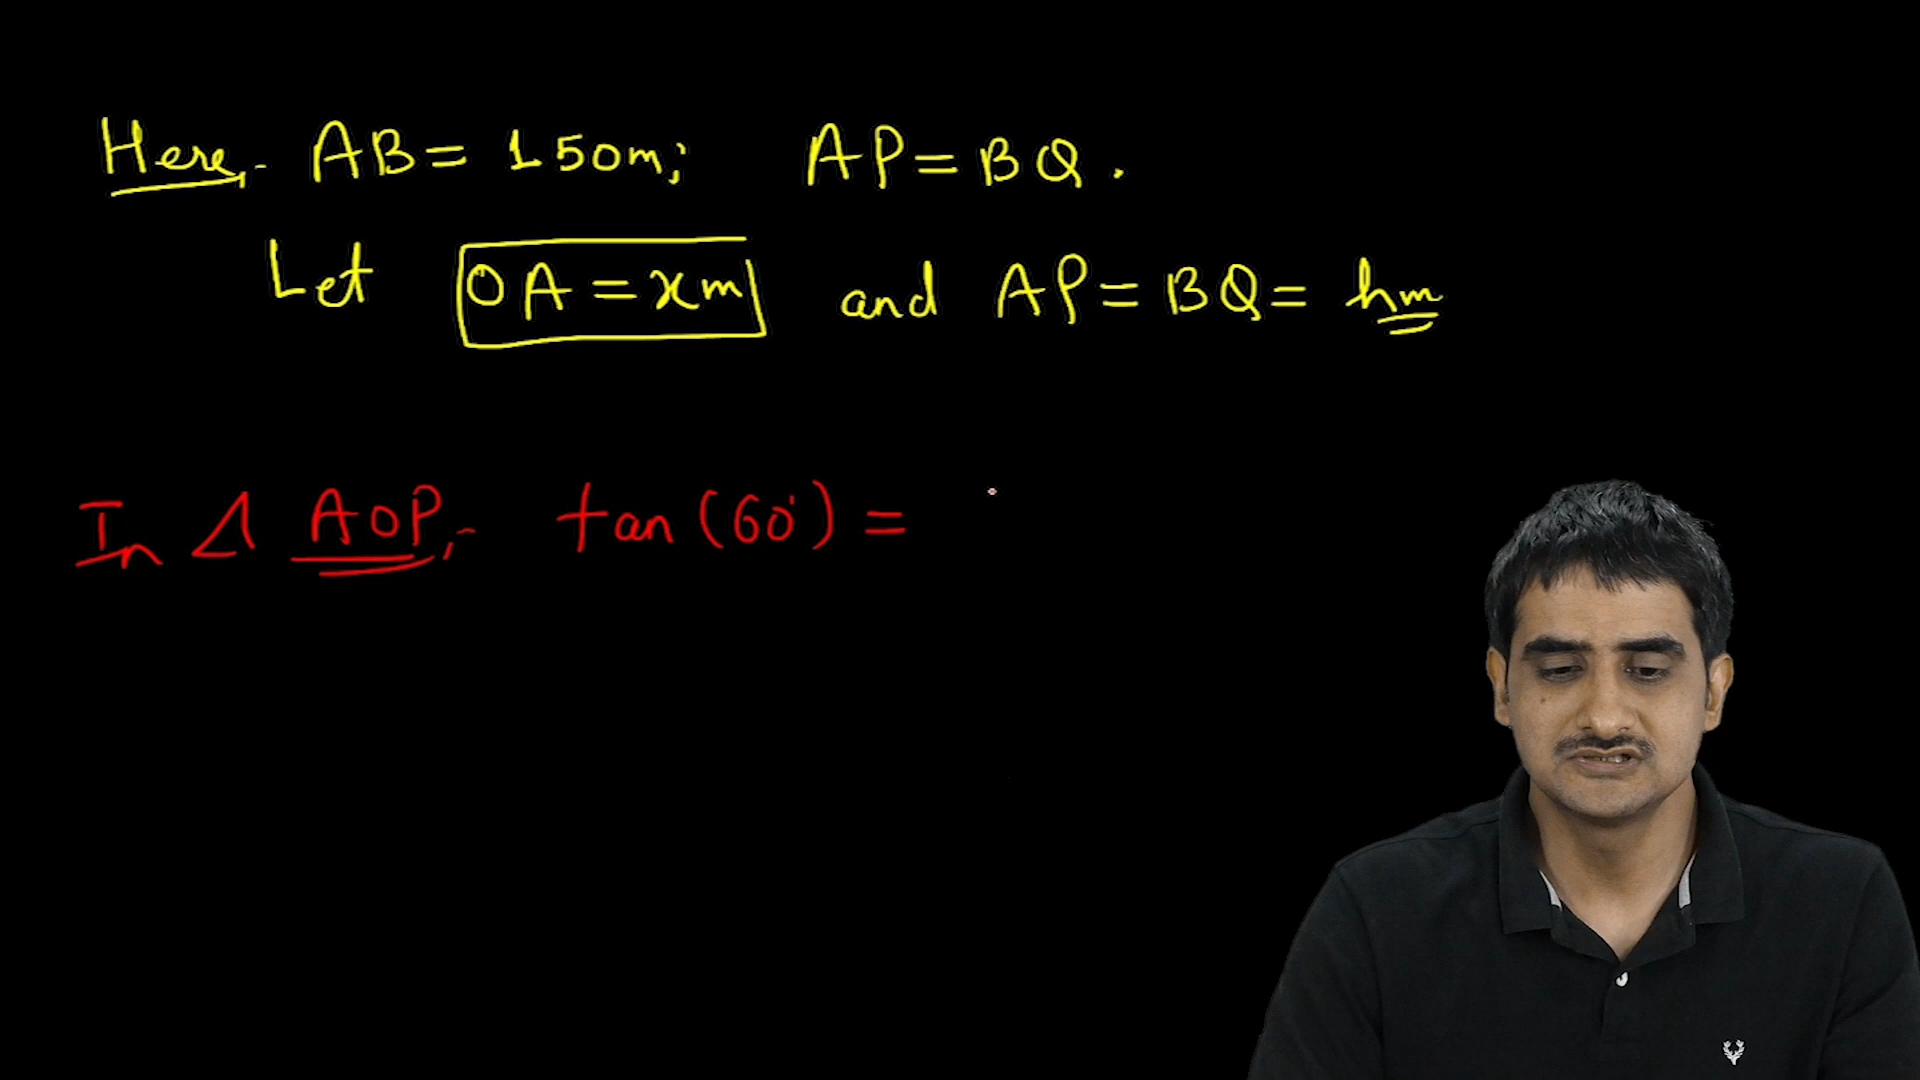 Here,- AB = 150m; AP = BQ.
Let OA = xm and AP = BQ = hm
In Δ AOP,- tan(60°) =